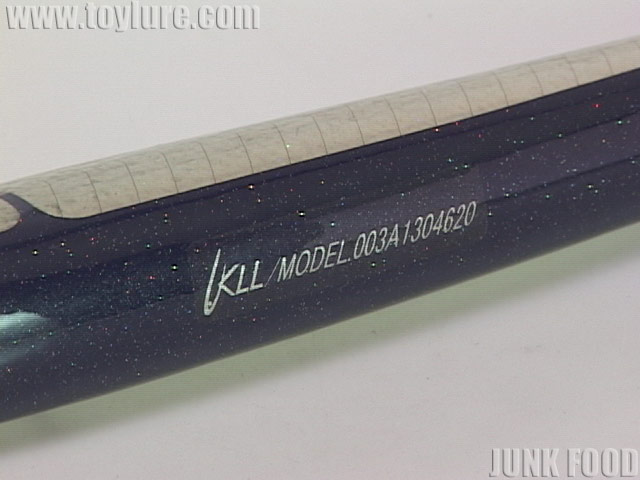 www.toylure.com
KLL/MODEL.003A1304620
JUNK FOOD